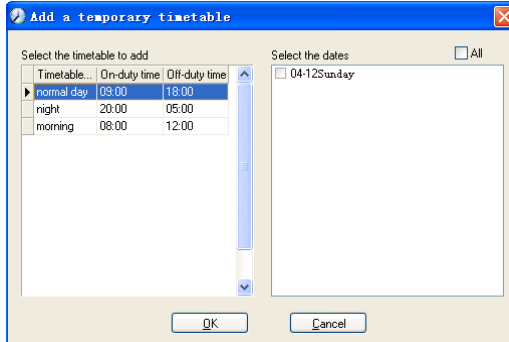 Add a temporary timetable
Select the timetable to add
Timetable... On-duty time Off-duty time
normal day 09:00 18:00
night 20:00 05:00
morning 08:00 12:00
Select the dates All
04-12Sunday
OK Cancel